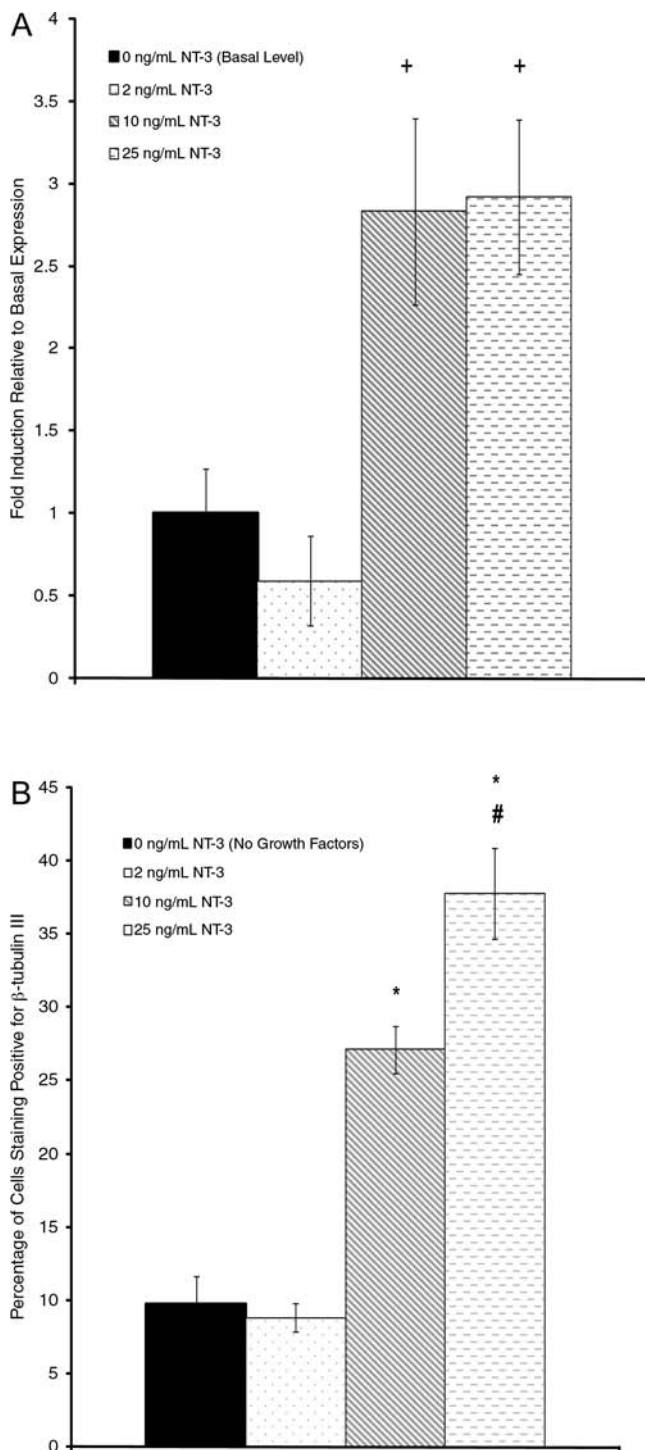 A
4
3.5
3
2.5
2
1.5
1
0.5
0
Fold Induction Relative to Basal Expression
0 ng/mL NT-3 (Basal Level)
2 ng/mL NT-3
10 ng/mL NT-3
25 ng/mL NT-3
+
+
B
45
40
35
30
25
20
15
10
5
0
Percentage of Cells Staining Positive for β-tubulin III
0 ng/mL NT-3 (No Growth Factors)
2 ng/mL NT-3
10 ng/mL NT-3
25 ng/mL NT-3
*
*
#